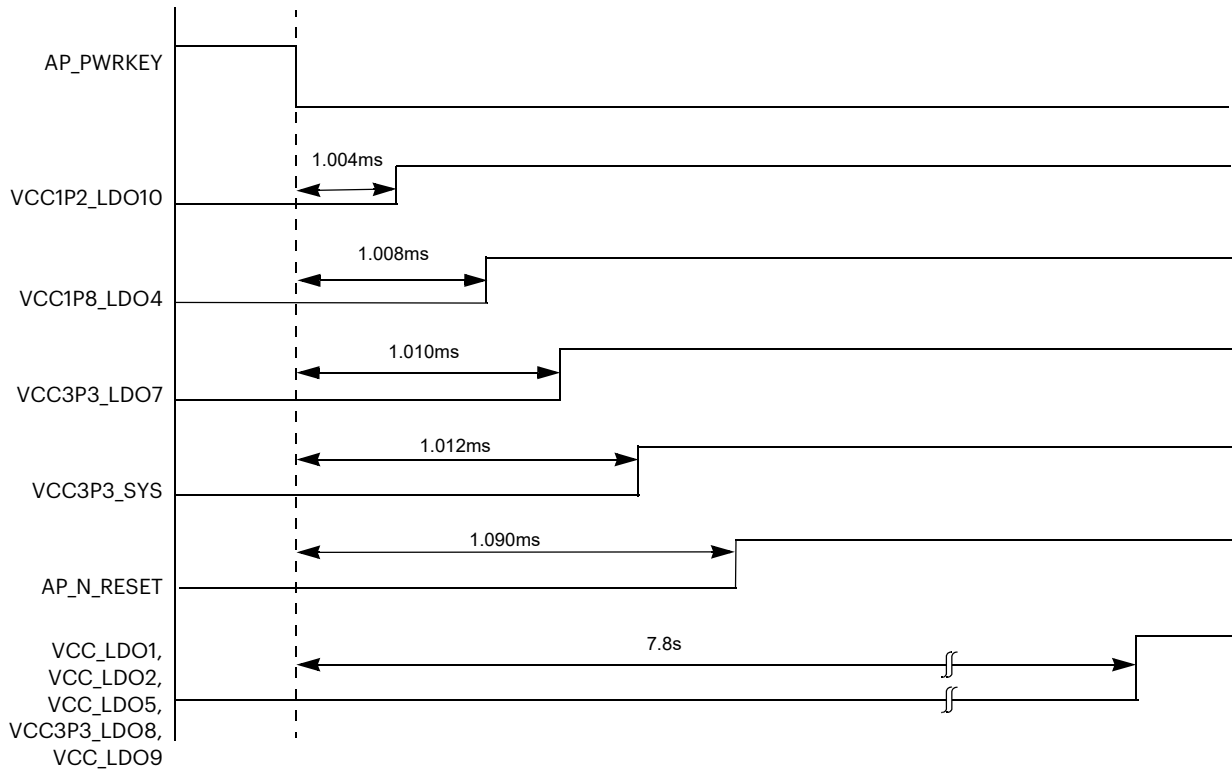 AP_PWRKEY
1.004ms
VCC1P2_LDO10
1.008ms
VCC1P8_LDO4
1.010ms
VCC3P3_LDO7
1.012ms
VCC3P3_SYS
1.090ms
AP_N_RESET
7.8s
VCC_LDO1,
VCC_LDO2,
VCC_LDO5,
VCC3P3_LDO8,
VCC_LDO9